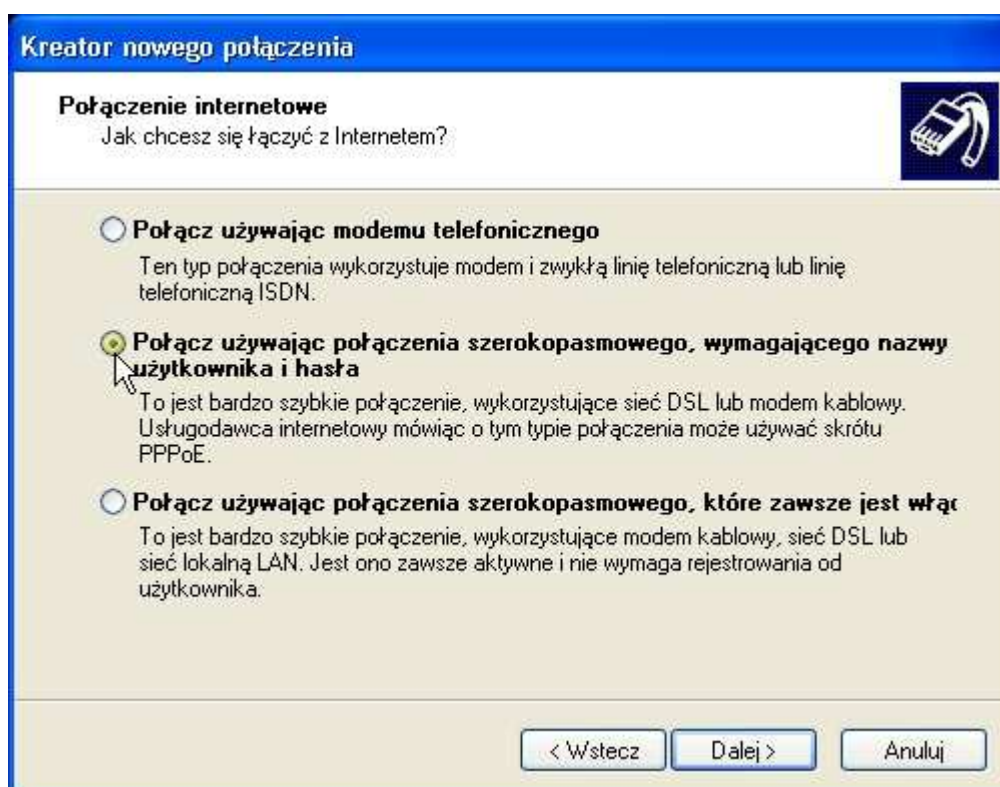 Kreator nowego połączenia
Połączenie internetowe
Jak chcesz się łączyć z Internetem?
Połącz używając modemu telefonicznego
Ten typ połączenia wykorzystuje modem i zwykłą linię telefoniczną lub linię
telefoniczną ISDN.
Połącz używając połączenia szerokopasmowego, wymagającego nazwy
użytkownika i hasła
To jest bardzo szybkie połączenie, wykorzystujące sieć DSL lub modem kablowy.
Usługodawca internetowy mówiąc o tym typie połączenia może używać skrótu
PPPoE.
Połącz używając połączenia szerokopasmowego, które zawsze jest
To jest bardzo szybkie połączenie, wykorzystujące modem kablowy, sieć DSL lub
sieć lokalną LAN. Jest ono zawsze aktywne i nie wymaga rejestrowania od
użytkownika.
< Wstecz
Dalej >
Anuluj